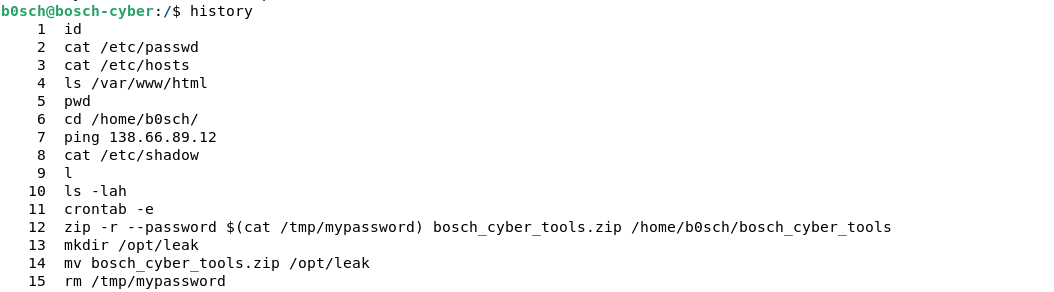 b0sch@bosch-cyber:/$ history
1 id
2 cat /etc/passwd
3 cat /etc/hosts
4 ls /var/www/html
5 pwd
6 cd /home/b0sch/
7 ping 138.66.89.12
8 cat /etc/shadow
9 l
10 ls -lah
11 crontab -e
12 zip -r --password $(cat /tmp/mypassword) bosch_cyber_tools.zip /home/b0sch/bosch_cyber_tools
13 mkdir /opt/leak
14 mv bosch_cyber_tools.zip /opt/leak
15 rm /tmp/mypassword